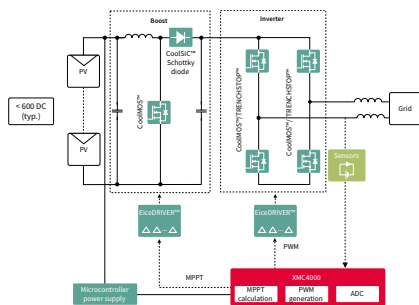 Boost
Inverter
CoolSiC™
Schottky
diode
PV
< 600 DC
(typ.)
CoolMOS™
CoolMOS™/TRENCHSTOP™
CoolMOS™/TRENCHSTOP™
Grid
Sensors
PV
EiceDRIVER™
... 
EiceDRIVER™
...
PWM
MPPT
Microcontroller
power supply
XMC4000
MPPT
calculation
PWM
generation
ADC